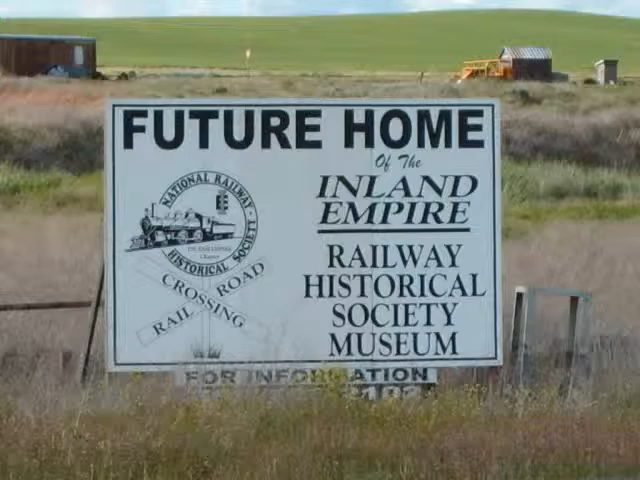 FUTURE HOME
Of The
INLAND
EMPIRE
RAILWAY
HISTORICAL
SOCIETY
MUSEUM
NATIONAL RAILWAY
HISTORICAL SOCIETY
Chapter
RAIL ROAD
CROSSING
FOR INFORMATION